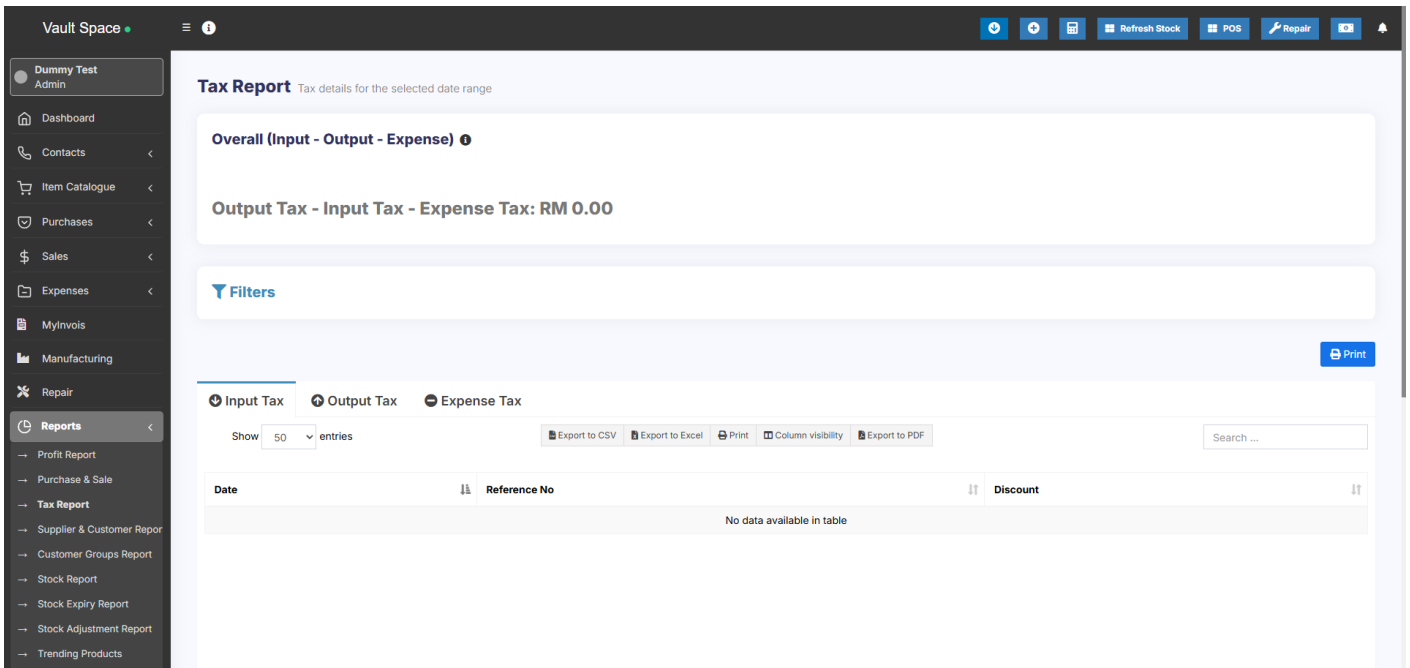 Vault Space
Refresh Stock
POS
Repair
Dummy Test
Admin
Dashboard
Contacts
Item Catalogue
Purchases
Sales
Expenses
MyInvois
Manufacturing
Repair
Reports
Profit Report
Purchase & Sale
Tax Report
Supplier & Customer Repor
Customer Groups Report
Stock Report
Stock Expiry Report
Stock Adjustment Report
Trending Products
Tax Report Tax details for the selected date range
Overall (Input - Output - Expense)
Output Tax - Input Tax - Expense Tax: RM 0.00
Filters
Print
Input Tax Output Tax Expense Tax
Show 50 entries
Export to CSV Export to Excel Print Column visibility Export to PDF
Search ...
Date Reference No Discount
No data available in table